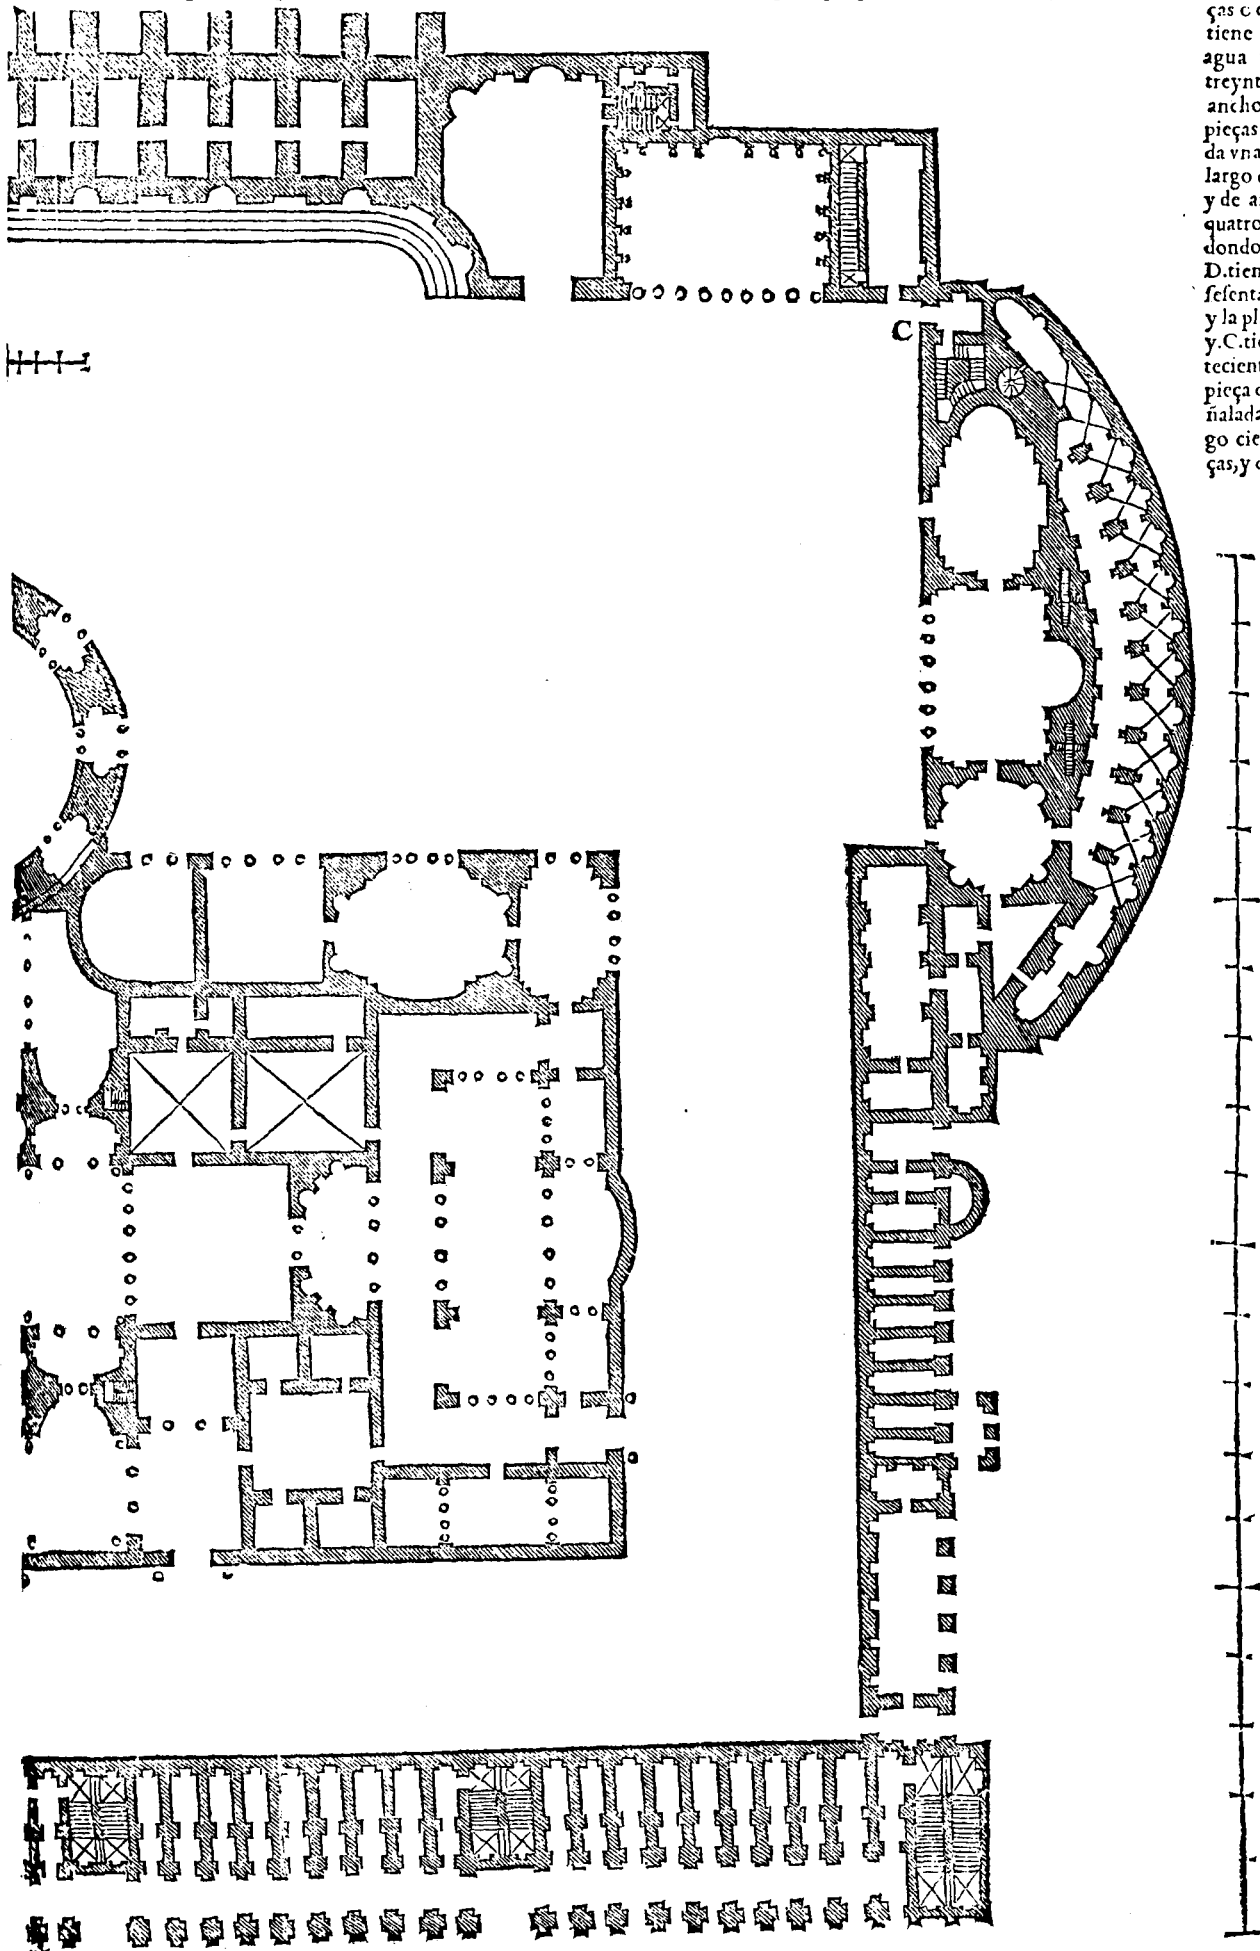 ças o
tiene
agua
treynt
ancho
pieças
da vna
largo
y de a
quatro
dondo
D.tien
ſeſenta
y la pl
y.C.tie
tecient
pieça
ñalada
go cie
ças,y
C